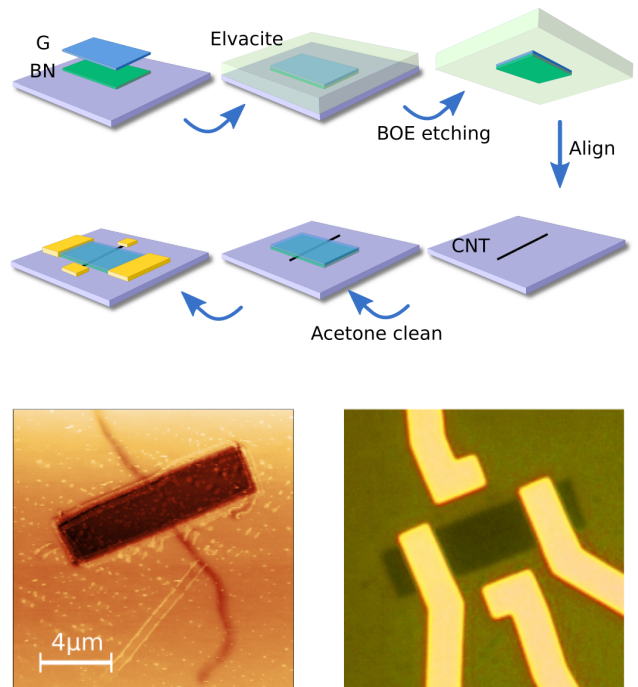 G
BN
Elvacite
BOE etching
Align
CNT
Acetone clean
4μm